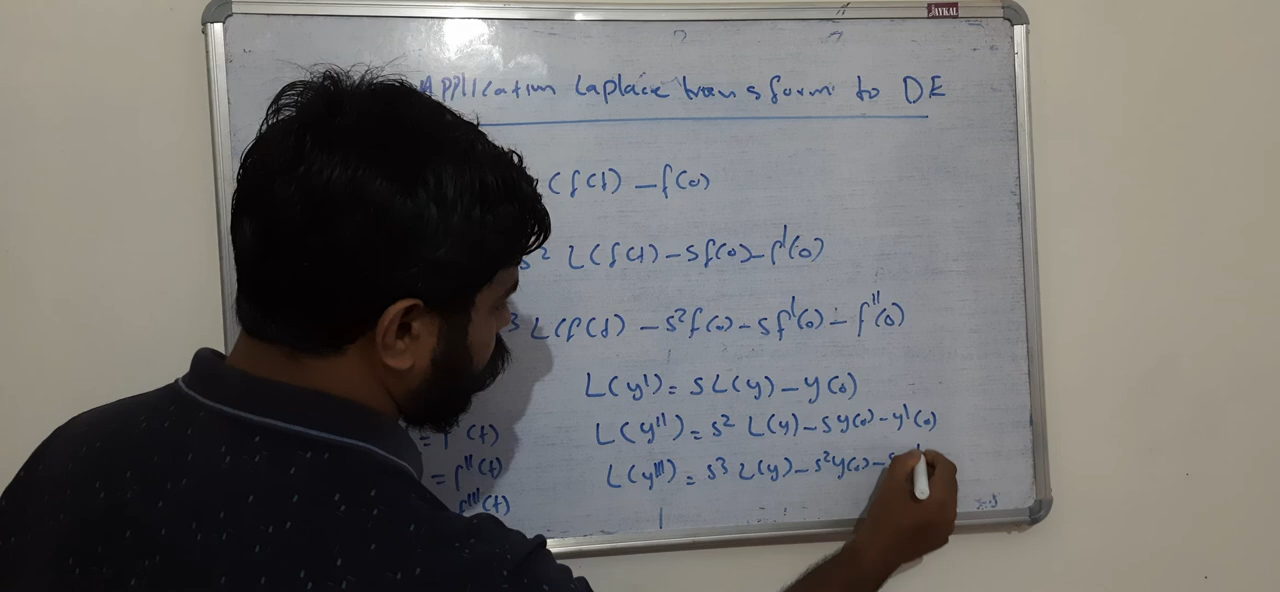 JAYKAL
Application Laplace transform to DE
(f(t) - f(0)
s² L(f(t) - sf(0) - f'(0)
3 L(f(t) - s²f(0) - sf'(0) - f''(0)
L(y') = sL(y) - y(0)
= f'(t)
L(y'') = s² L(y) - sy(0) - y'(0)
= f''(t)
L(y''') = s³ L(y) - s²y(0) - s
f'''(t)